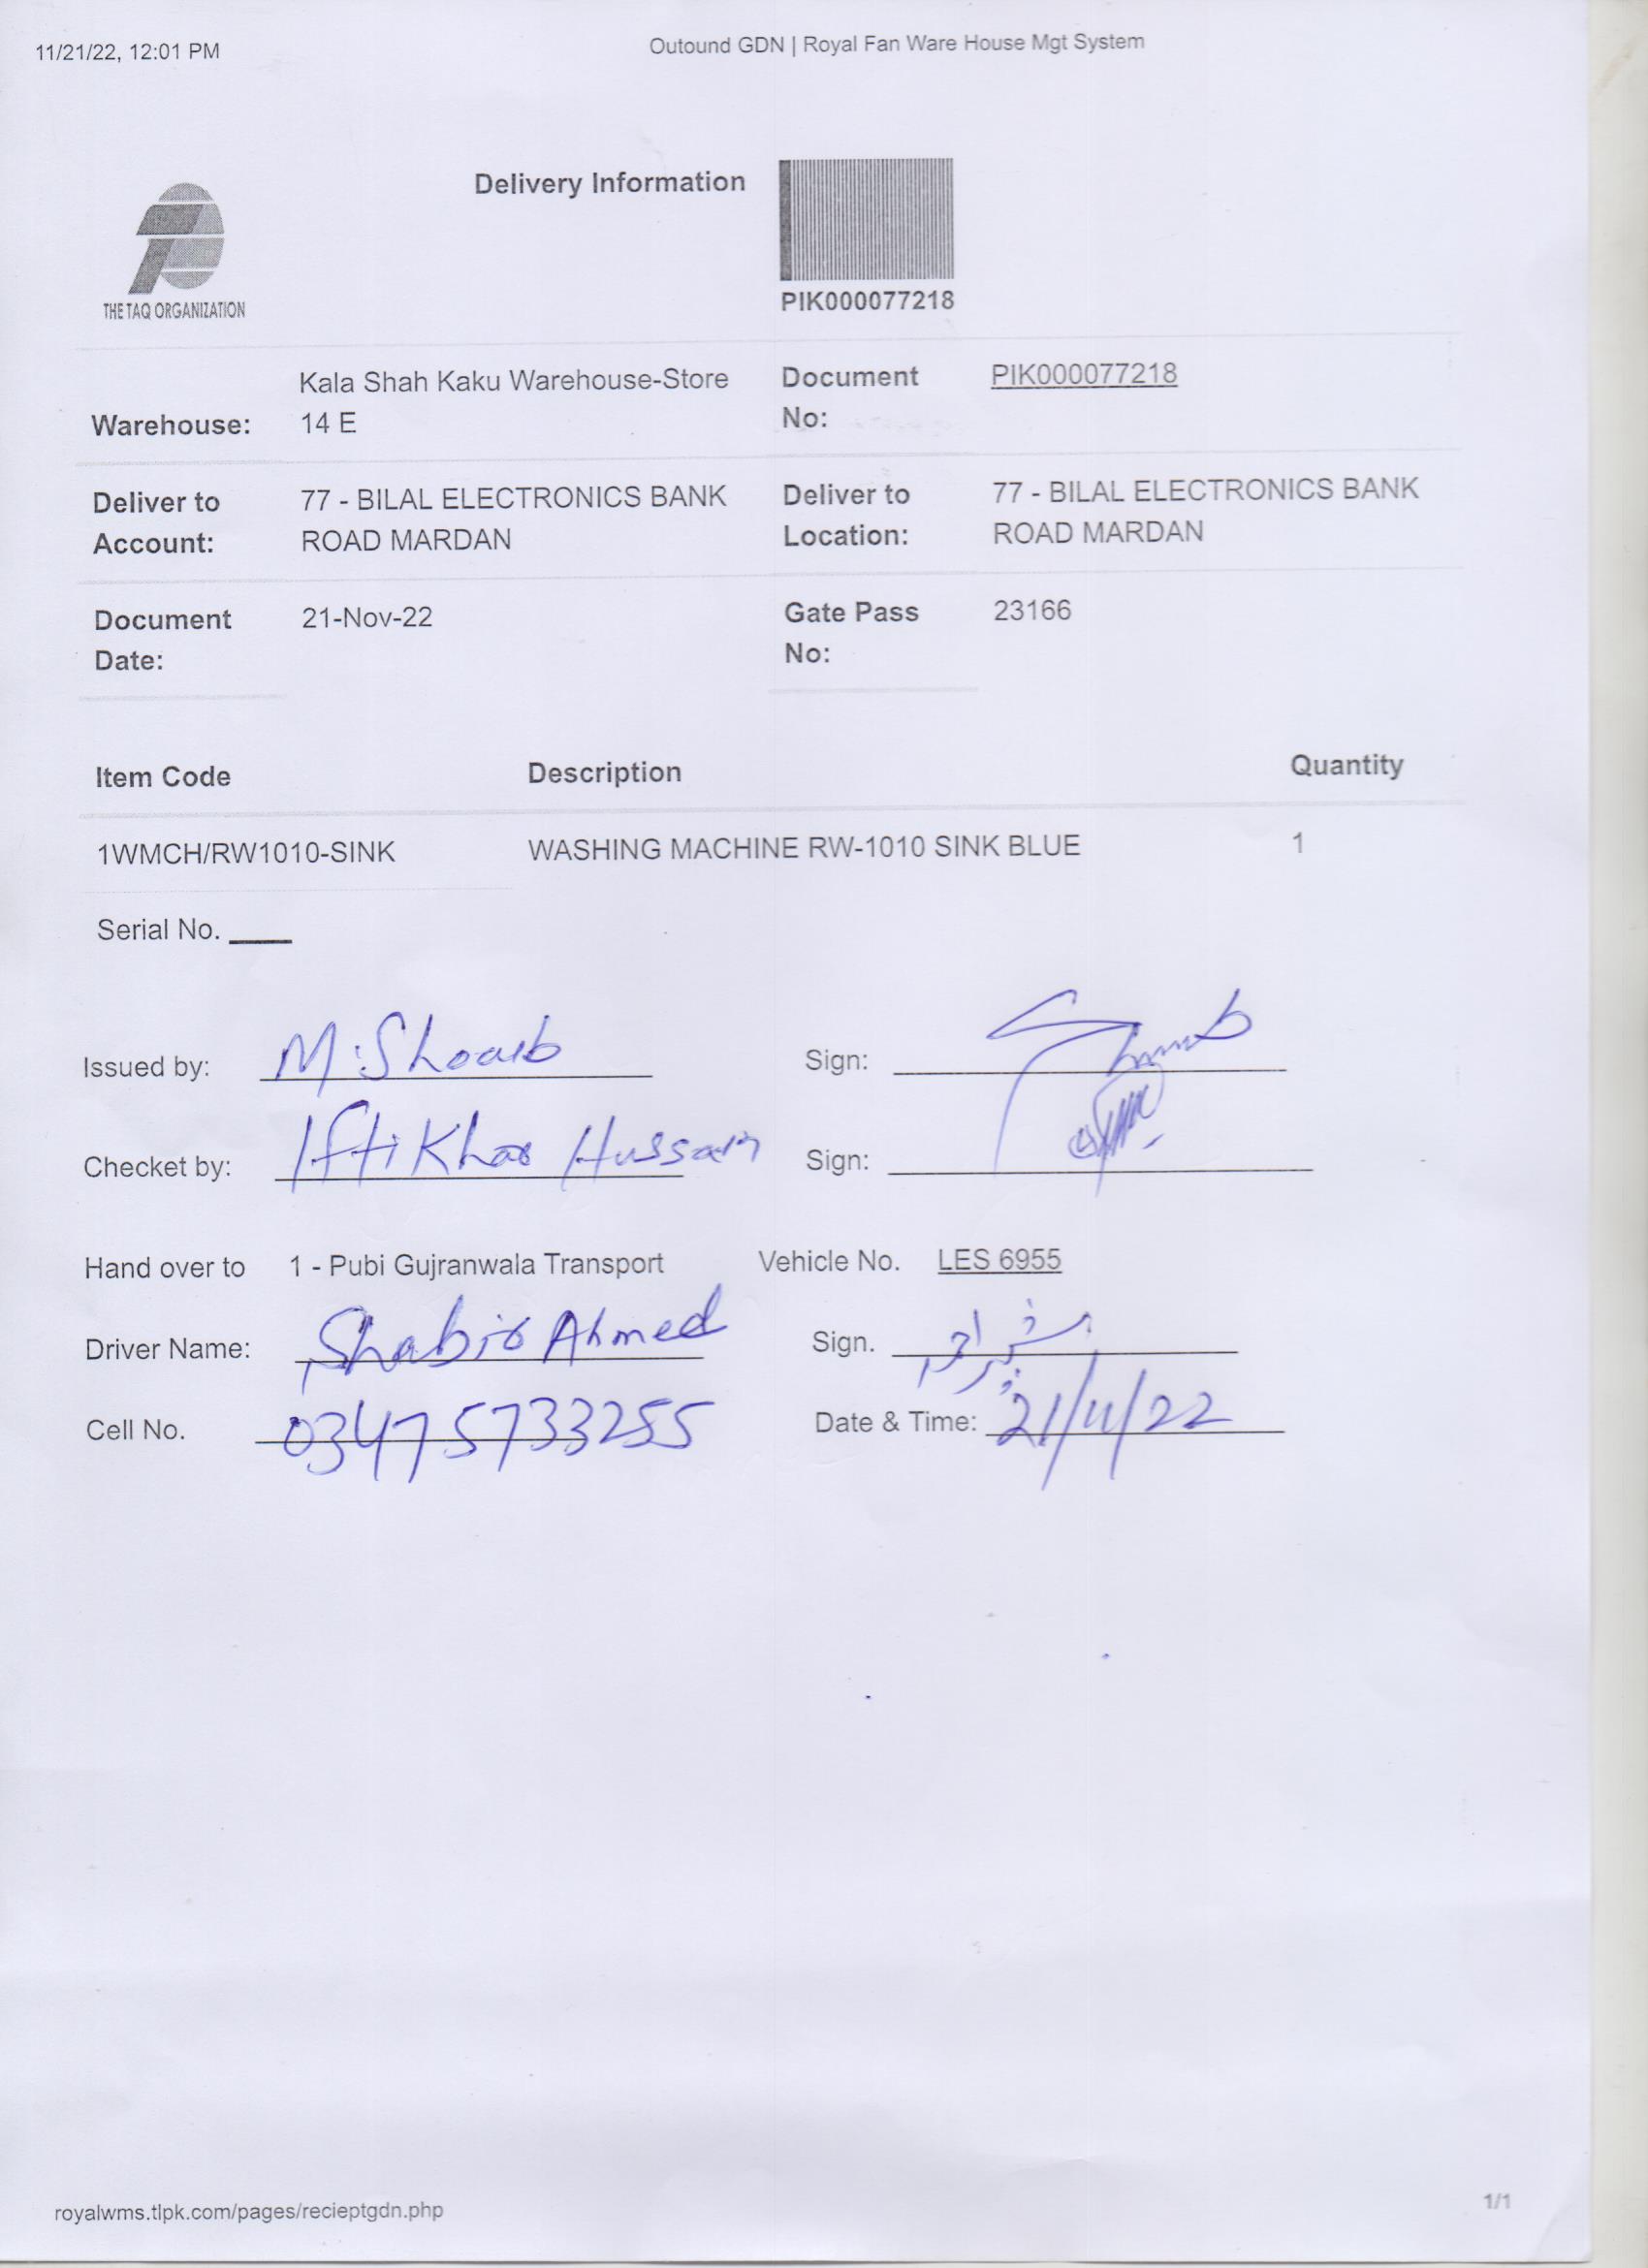 11/21/22, 12:01 PM
Outound GDN | Royal Fan Ware House Mgt System
Delivery Information
THE TAQ ORGANIZATION
PIK000077218
Warehouse: Kala Shah Kaku Warehouse-Store 14 E
Document No: PIK000077218
Deliver to Account: 77 - BILAL ELECTRONICS BANK ROAD MARDAN
Deliver to Location: 77 - BILAL ELECTRONICS BANK ROAD MARDAN
Document Date: 21-Nov-22
Gate Pass No: 23166
Item Code Description Quantity
1WMCH/RW1010-SINK WASHING MACHINE RW-1010 SINK BLUE 1
Serial No.
Issued by: M.Shoaib Sign:
Checket by: Iftikhar Hussain Sign:
Hand over to 1 - Pubi Gujranwala Transport Vehicle No. LES 6955
Driver Name: Shabir Ahmed Sign. شبیر احمد
Cell No. 03475733255 Date & Time: 21/11/22
royalwms.tlpk.com/pages/recieptgdn.php
1/1